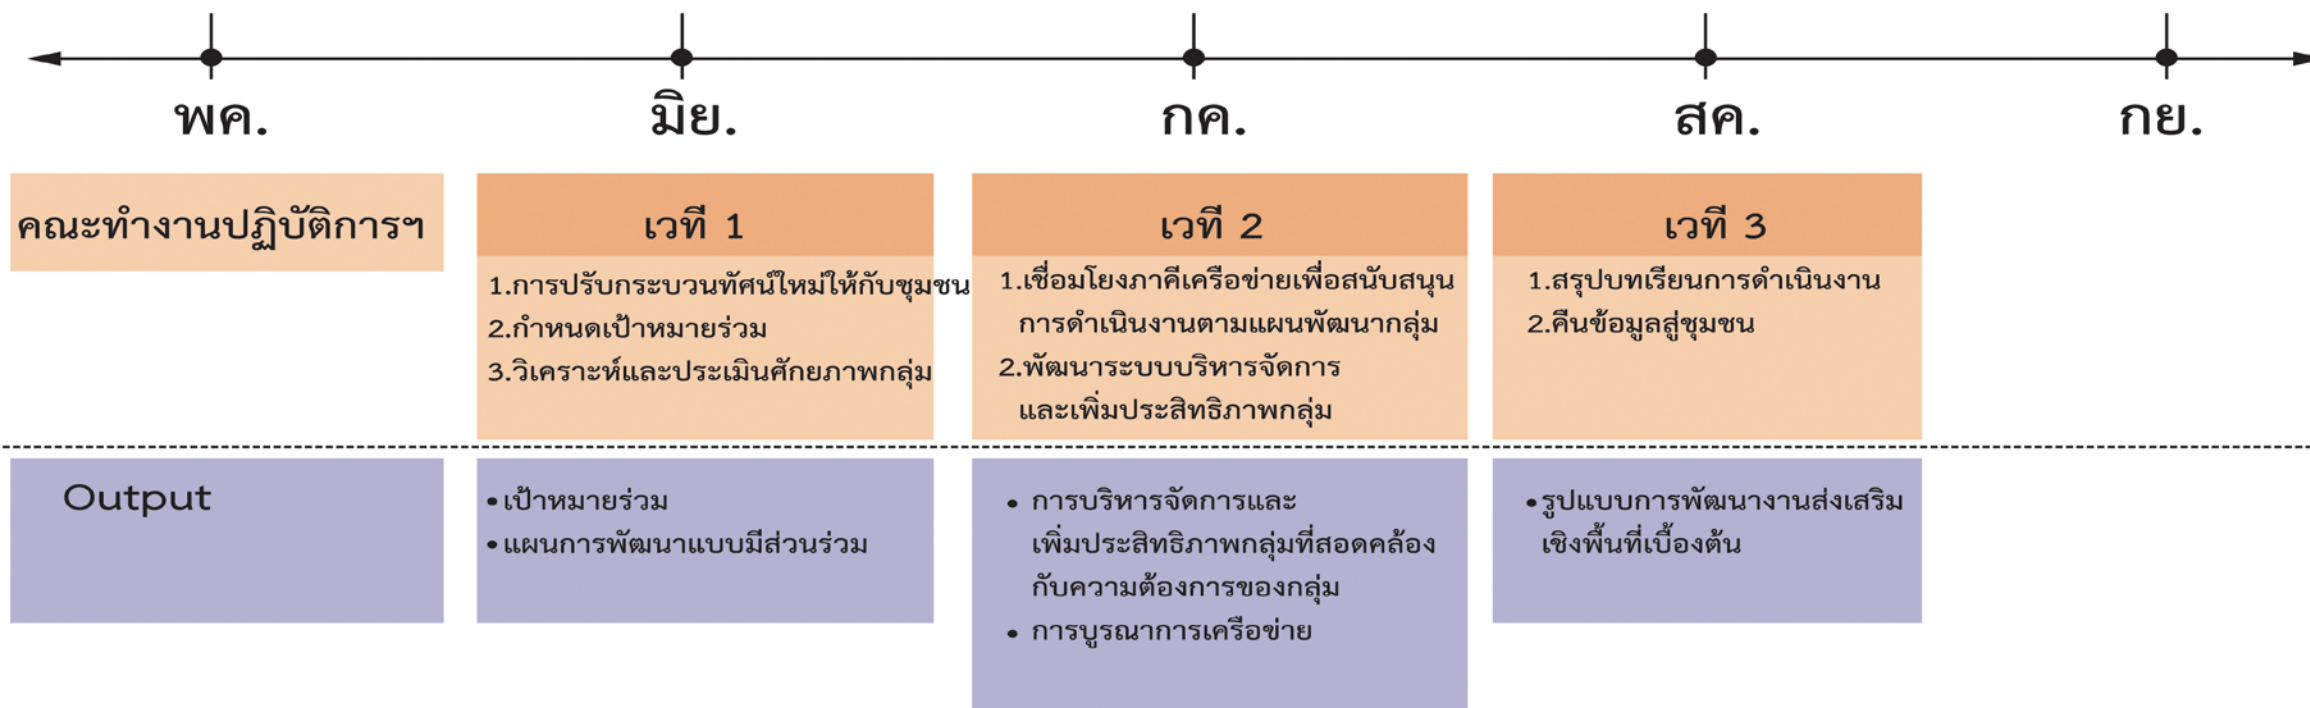 พค.
มิย.
กค.
สค.
กย.
คณะทำงานปฏิบัติการฯ
เวที 1
1.การปรับกระบวนทัศน์ใหม่ให้กับชุมชน
2.กำหนดเป้าหมายร่วม
3.วิเคราะห์และประเมินศักยภาพกลุ่ม
เวที 2
1.เชื่อมโยงภาคีเครือข่ายเพื่อสนับสนุน
การดำเนินงานตามแผนพัฒนากลุ่ม
2.พัฒนาระบบบริหารจัดการ
และเพิ่มประสิทธิภาพกลุ่ม
เวที 3
1.สรุปบทเรียนการดำเนินงาน
2.คืนข้อมูลสู่ชุมชน
Output
• เป้าหมายร่วม
• แผนการพัฒนาแบบมีส่วนร่วม
• การบริหารจัดการและ
เพิ่มประสิทธิภาพกลุ่มที่สอดคล้อง
กับความต้องการของกลุ่ม
• การบูรณาการเครือข่าย
• รูปแบบการพัฒนางานส่งเสริม
เชิงพื้นที่เบื้องต้น